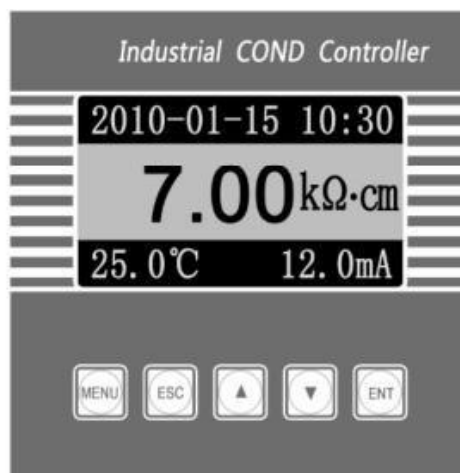 Industrial COND Controller
2010-01-15 10:30
7.00kΩ·cm
25.0℃ 12.0mA
MENU ESC ▲ ▼ ENT